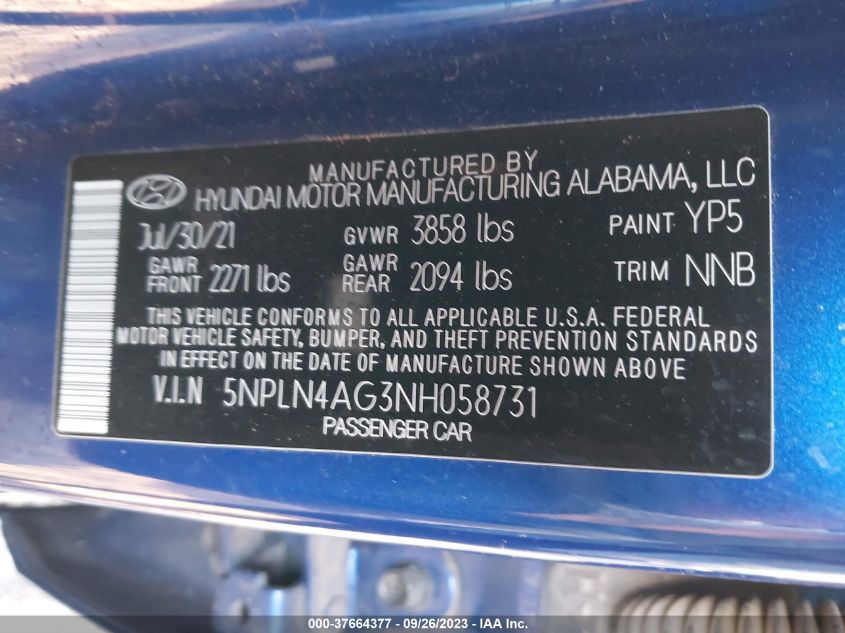 MANUFACTURED BY
HYUNDAI MOTOR MANUFACTURING ALABAMA, LLC
Jul/30/21 GVWR 3858 lbs PAINT YP5
GAWR FRONT 2271 lbs GAWR REAR 2094 lbs TRIM NNB
THIS VEHICLE CONFORMS TO ALL APPLICABLE U.S.A. FEDERAL
MOTOR VEHICLE SAFETY, BUMPER, AND THEFT PREVENTION STANDARDS
IN EFFECT ON THE DATE OF MANUFACTURE SHOWN ABOVE
V.I.N 5NPLN4AG3NH058731
PASSENGER CAR
000-37664377 - 09/26/2023 - IAA Inc.